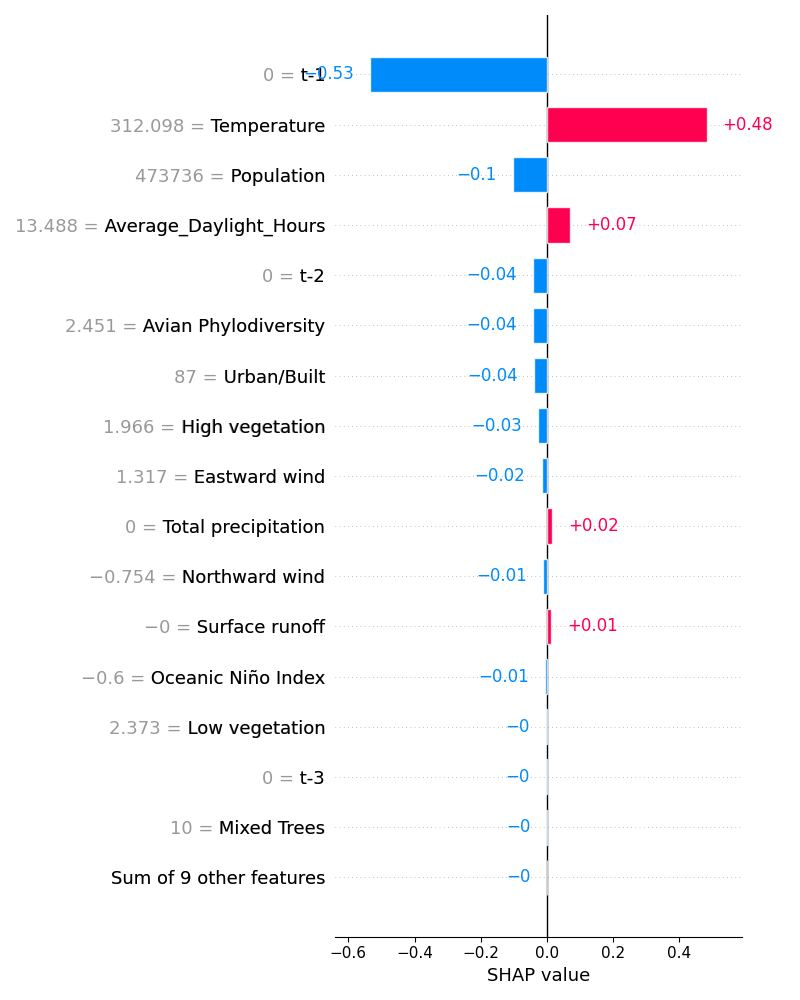 0 = t-1 −0.53
312.098 = Temperature +0.48
473736 = Population −0.1
13.488 = Average_Daylight_Hours +0.07
0 = t-2 −0.04
2.451 = Avian Phylodiversity −0.04
87 = Urban/Built −0.04
1.966 = High vegetation −0.03
1.317 = Eastward wind −0.02
0 = Total precipitation +0.02
−0.754 = Northward wind −0.01
−0 = Surface runoff +0.01
−0.6 = Oceanic Niño Index −0.01
2.373 = Low vegetation −0
0 = t-3 −0
10 = Mixed Trees −0
Sum of 9 other features −0
−0.6 −0.4 −0.2 0.0 0.2 0.4
SHAP value